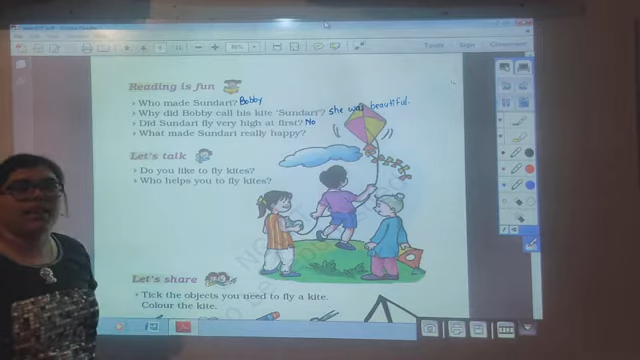 Tools Sign Comment
Reading is fun
Who made Sundari? Bobby
Why did Bobby call his kite 'Sundari'? she was beautiful.
Did Sundari fly very high at first? No
What made Sundari really happy?
Let's talk
Do you like to fly kites?
Who helps you to fly kites?
Let's share
Tick the objects you need to fly a kite.
Colour the kite.